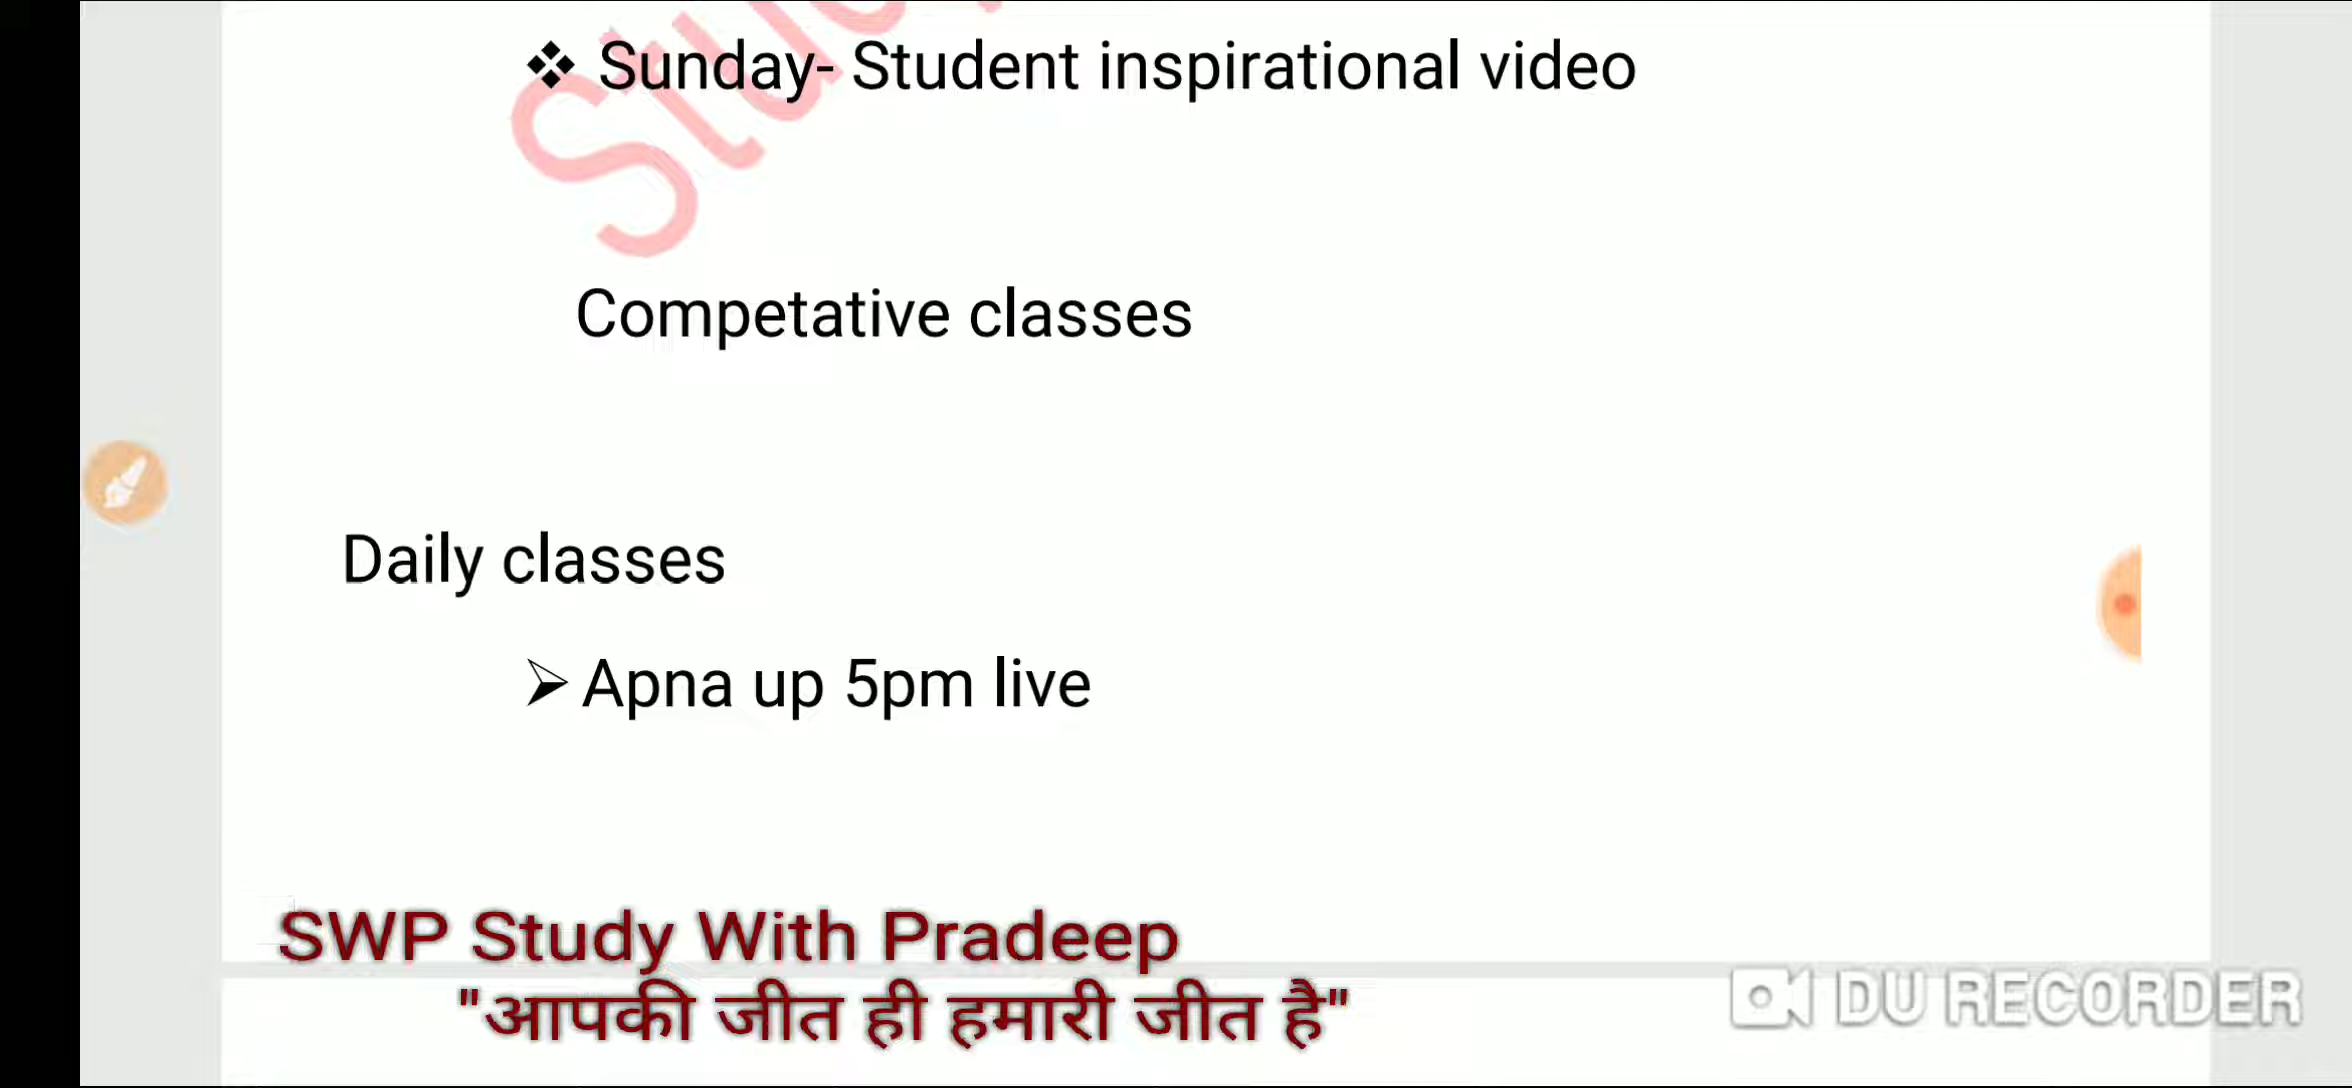 ❖ Sunday- Student inspirational video
Competative classes
Daily classes
➢ Apna up 5pm live
SWP Study With Pradeep
"आपकी जीत ही हमारी जीत है"
DU RECORDER